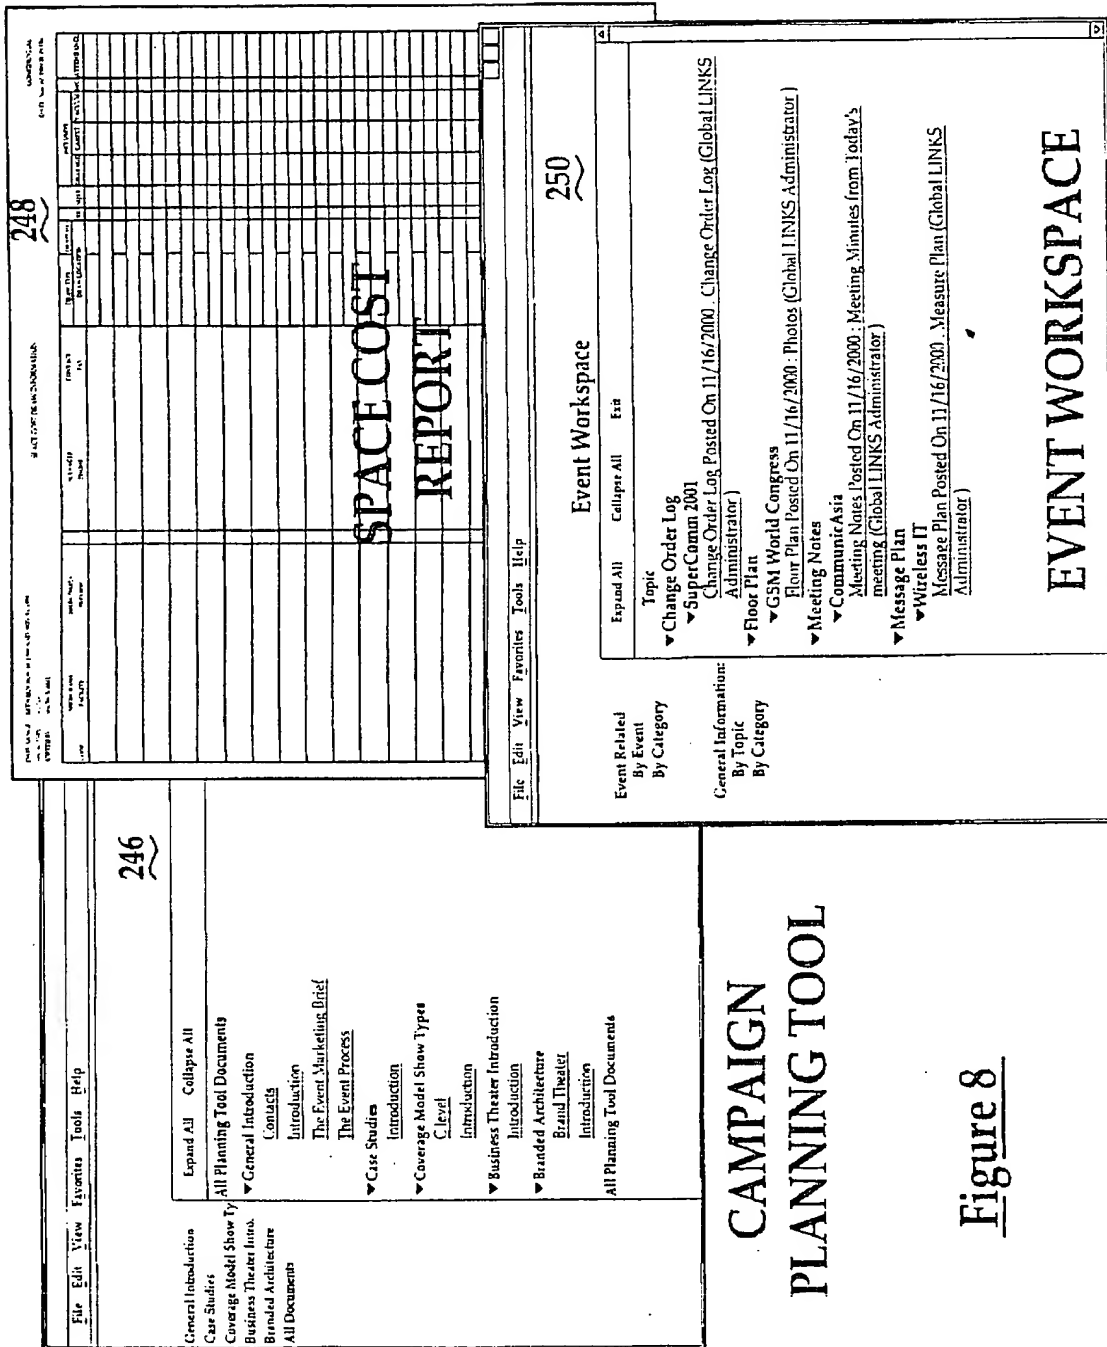 248
SPACE COST
REPORT
246
File Edit View Favorites Tools Help
General Introduction
Case Studies
Coverage Model Show Ty
Business Theater Intro.
Branded Architecture
All Documents
Expand All Collapse All
All Planning Tool Documents
▼General Introduction
Contacts
Introduction
The Event Marketing Brief
The Event Process
▼Case Studies
Introduction
▼Coverage Model Show Types
C level
Introduction
▼Business Theater Introduction
Introduction
▼Branded Architecture
Brand Theater
Introduction
All Planning Tool Documents
CAMPAIGN
PLANNING TOOL
250
File Edit View Favorites Tools Help
Event Workspace
Event Related
By Event
By Category
General Information:
By Topic
By Category
Expand All Collapse All Exit
Topic
▼Change Order Log
▼SuperComm 2001
Change Order Log Posted On 11/16/2000 : Change Order Log (Global LINKS
Administrator )
▼Floor Plan
▼GSM World Congress
Floor Plan Posted On 11/16/2000 : Photos (Global LINKS Administrator )
▼Meeting Notes
▼CommunicAsia
Meeting Notes Posted On 11/16/2000 : Meeting Minutes from Today's
meeting (Global LINKS Administrator )
▼Message Plan
▼Wireless IT
Message Plan Posted On 11/16/2000 : Measure Plan (Global LINKS
Administrator )
EVENT WORKSPACE
Figure 8